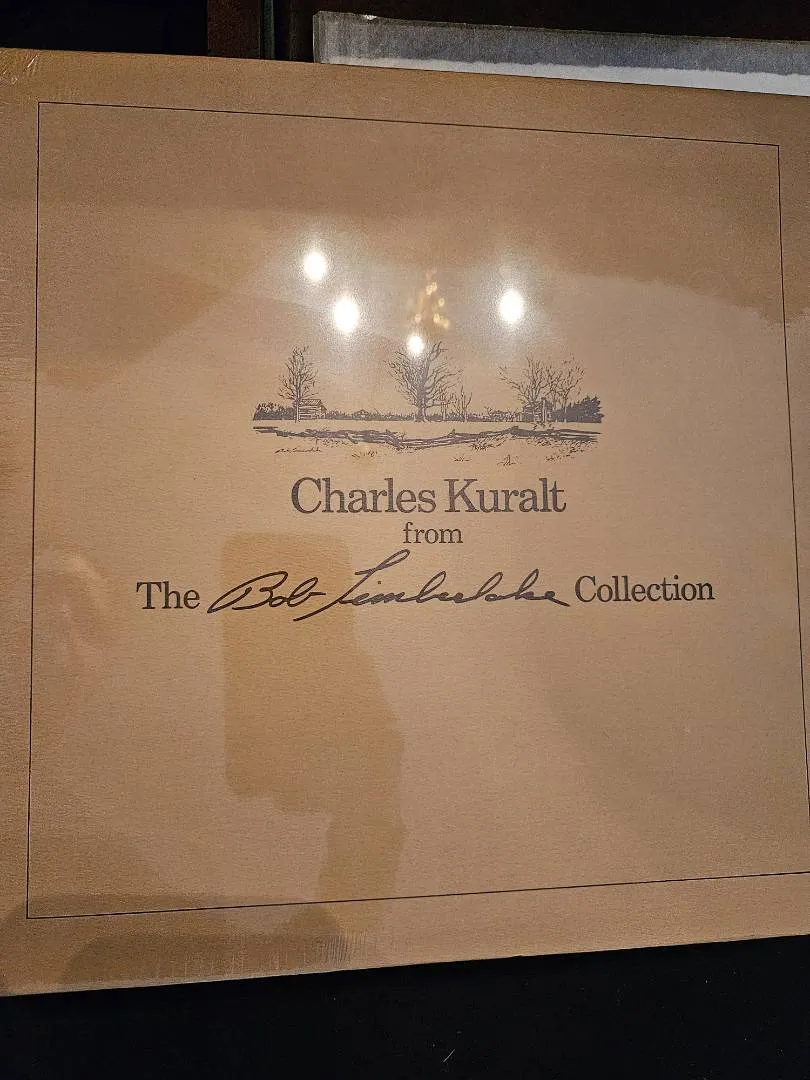 Charles Kuralt
from
The Bob Timberlake Collection